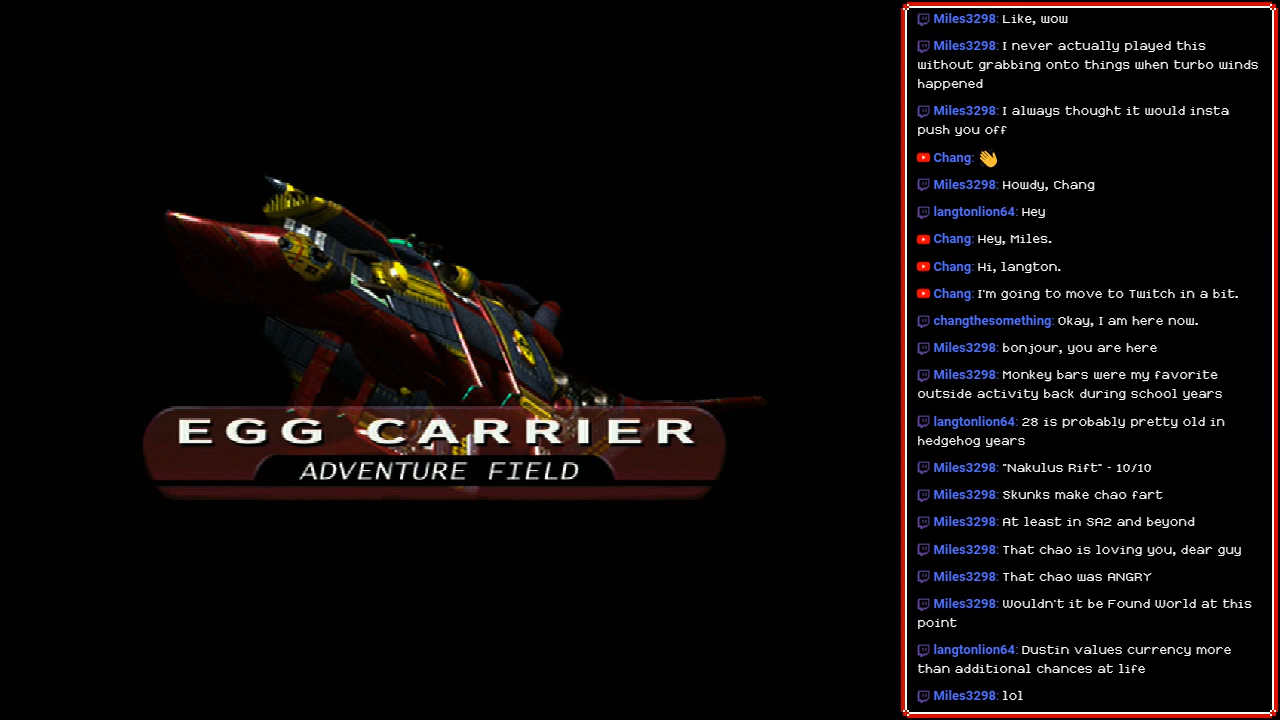 EGG CARRIER
ADVENTURE FIELD
Miles3298: Like, wow
Miles3298: I never actually played this
without grabbing onto things when turbo winds
happened
Miles3298: I always thought it would insta
push you off
Chang: 👋
Miles3298: Howdy, Chang
langtonlion64: Hey
Chang: Hey, Miles.
Chang: Hi, langton.
Chang: I'm going to move to Twitch in a bit.
changthesomething: Okay, I am here now.
Miles3298: bonjour, you are here
Miles3298: Monkey bars were my favorite
outside activity back during school years
langtonlion64: 28 is probably pretty old in
hedgehog years
Miles3298: "Nakulus Rift" - 10/10
Miles3298: Skunks make chao fart
Miles3298: At least in SA2 and beyond
Miles3298: That chao is loving you, dear guy
Miles3298: That chao was ANGRY
Miles3298: Wouldn't it be Found World at this
point
langtonlion64: Dustin values currency more
than additional chances at life
Miles3298: lol